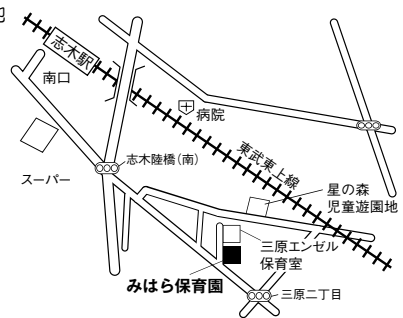 志木駅
南口
病院
東武東上線
志木陸橋(南)
スーパー
星の森
児童遊園地
三原エンゼル
保育室
みはら保育園
三原二丁目